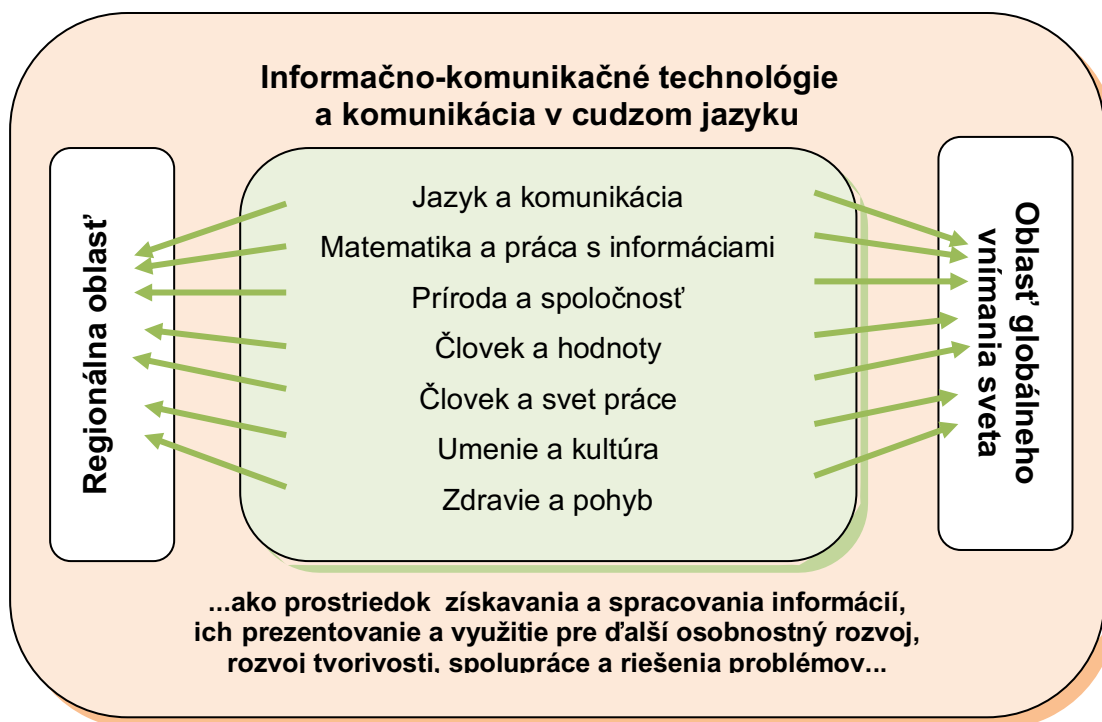 Informačno-komunikačné technológie
a komunikácia v cudzom jazyku
Regionálna oblasť
Jazyk a komunikácia
Matematika a práca s informáciami
Príroda a spoločnosť
Človek a hodnoty
Človek a svet práce
Umenie a kultúra
Zdravie a pohyb
Oblasť globálneho
vnímania sveta
...ako prostriedok získavania a spracovania informácií,
ich prezentovanie a využitie pre ďalší osobnostný rozvoj,
rozvoj tvorivosti, spolupráce a riešenia problémov...